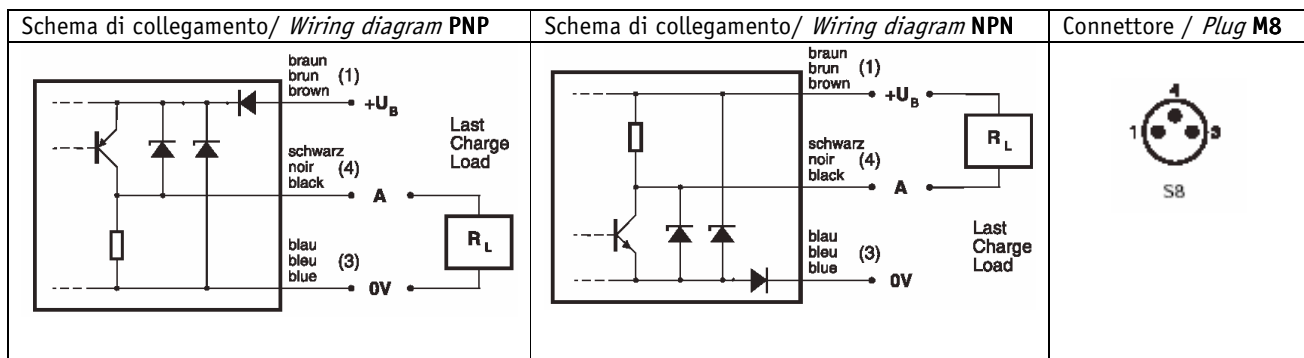 Schema di collegamento/ Wiring diagram PNP
braun
brun (1)
brown
+UB
Last
Charge
Load
schwarz
noir (4)
black
A
RL
blau
bleu (3)
blue
0V
Schema di collegamento/ Wiring diagram NPN
braun
brun (1)
brown
+UB
RL
schwarz
noir (4)
black
A
Last
Charge
Load
blau
bleu (3)
blue
0V
Connettore / Plug M8
4
1 3
S8